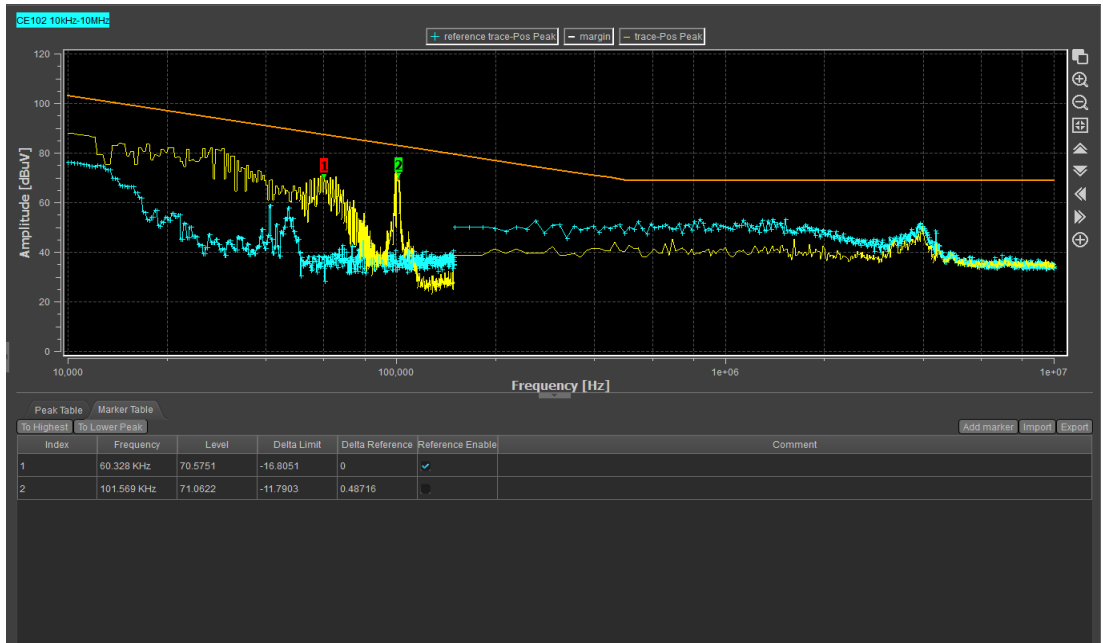 CE102 10kHz-10MHz
reference trace-Pos Peak margin trace-Pos Peak
120
100
80
60
40
20
0
Amplitude [dBuV]
1 2
10,000 100,000 1e+06 1e+07
Frequency [Hz]
Peak Table Marker Table
To Highest To Lower Peak Add marker Import Export
Index Frequency Level Delta Limit Delta Reference Reference Enable Comment
1 60.328 KHz 70.5751 -16.8051 0
2 101.569 KHz 71.0622 -11.7903 0.48716